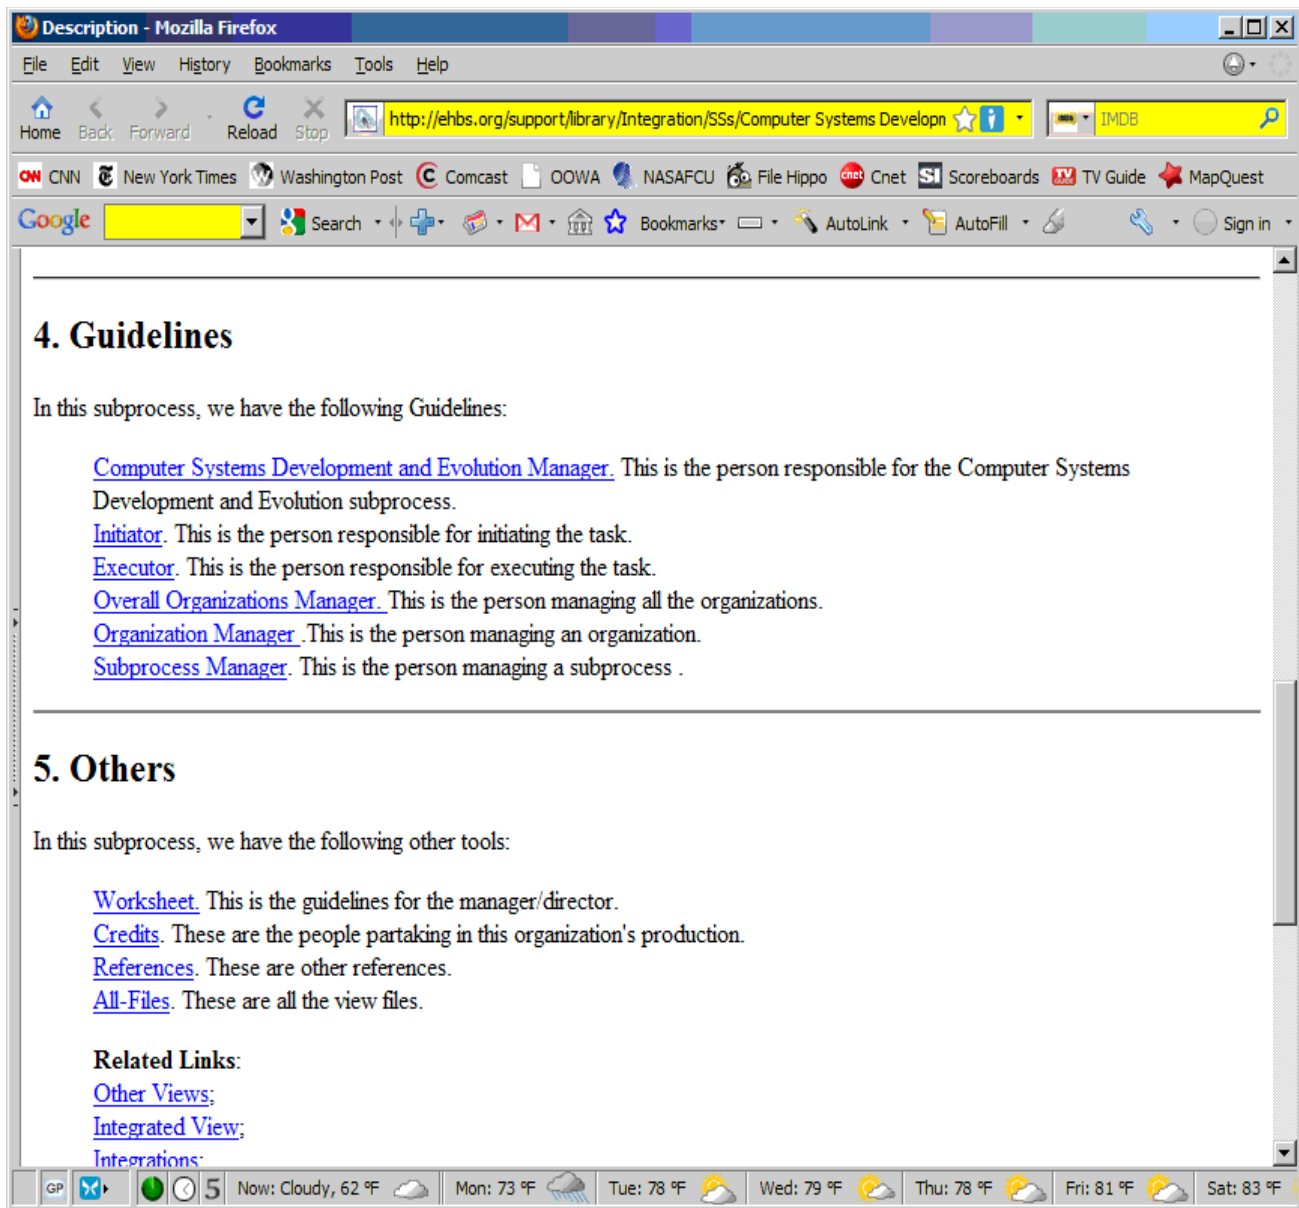 Description - Mozilla Firefox
File Edit View History Bookmarks Tools Help
Home Back Forward Reload Stop http://ehbs.org/support/library/Integration/SSs/Computer Systems Developn IMDB
CNN New York Times Washington Post Comcast OOWA NASAFCU File Hippo cnet Cnet SI Scoreboards TV Guide MapQuest
Google Search Bookmarks AutoLink AutoFill Sign in
4. Guidelines
In this subprocess, we have the following Guidelines:
Computer Systems Development and Evolution Manager. This is the person responsible for the Computer Systems
Development and Evolution subprocess.
Initiator. This is the person responsible for initiating the task.
Executor. This is the person responsible for executing the task.
Overall Organizations Manager. This is the person managing all the organizations.
Organization Manager .This is the person managing an organization.
Subprocess Manager. This is the person managing a subprocess .
5. Others
In this subprocess, we have the following other tools:
Worksheet. This is the guidelines for the manager/director.
Credits. These are the people partaking in this organization's production.
References. These are other references.
All-Files. These are all the view files.
Related Links:
Other Views;
Integrated View;
Integrations;
GP 5 Now: Cloudy, 62 °F Mon: 73 °F Tue: 78 °F Wed: 79 °F Thu: 78 °F Fri: 81 °F Sat: 83 °F